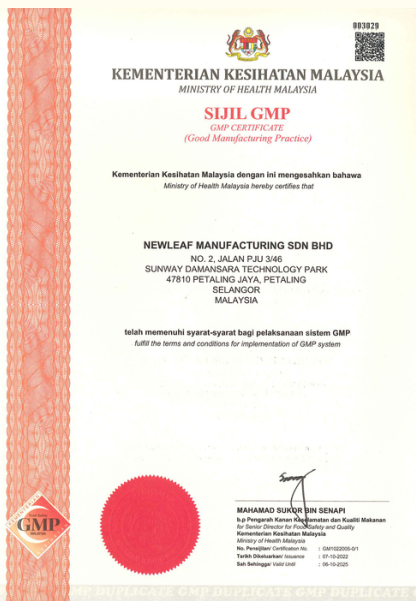 003029
KEMENTERIAN KESIHATAN MALAYSIA
MINISTRY OF HEALTH MALAYSIA
SIJIL GMP
GMP CERTIFICATE
(Good Manufacturing Practice)
Kementerian Kesihatan Malaysia dengan ini mengesahkan bahawa
Ministry of Health Malaysia hereby certifies that
NEWLEAF MANUFACTURING SDN BHD
NO. 2, JALAN PJU 3/46
SUNWAY DAMANSARA TECHNOLOGY PARK
47810 PETALING JAYA, PETALING
SELANGOR
MALAYSIA
telah memenuhi syarat-syarat bagi pelaksanaan sistem GMP
fulfill the terms and conditions for implementation of GMP system
MAHAMAD SUKOR BIN SENAPI
b.p Pengarah Kanan Keselamatan dan Kualiti Makanan
for Senior Director for Food Safety and Quality
Kementerian Kesihatan Malaysia
Ministry of Health Malaysia
No. Pensijilan/ Certification No. : GM1022005-0/1
Tarikh Dikeluarkan/ Issuance : 07-10-2022
Sah Sehingga/ Valid Until : 06-10-2025
GMP
MALAYSIA
MP DUPLICATE GMP DUPLICATE GMP DUPLICATE